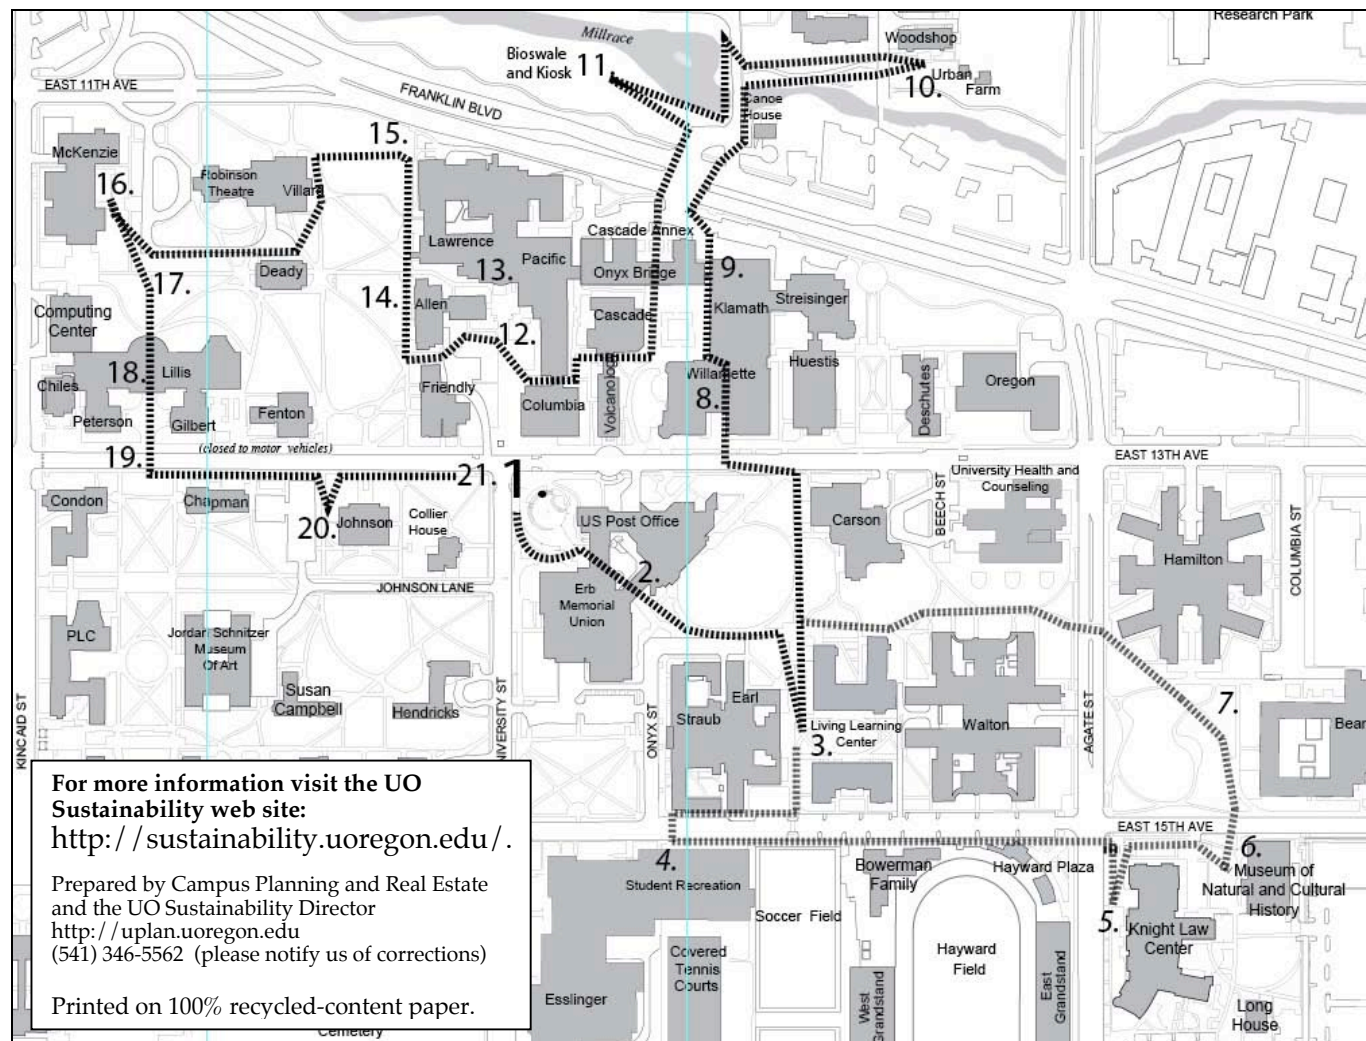 Research Park
Millrace
Woodshop
Bioswale
and Kiosk 11
EAST 11TH AVE
10.
Urban
Farm
FRANKLIN BLVD
Canoe
House
15.
McKenzie
Robinson
Theatre
Villard
16.
Cascade Annex
Lawrence
Pacific
Deady
13.
Onyx Bridge
9.
17.
14.
Allen
Klamath
Streisinger
Computing
Center
Cascade
12.
18.
Lillis
Huestis
Willamette
Chiles
Friendly
Volcanology
Deschutes
Oregon
8.
Peterson
Gilbert
Fenton
Columbia
(closed to motor vehicles)
EAST 13TH AVE
19.
21.
1
University Health and
Counseling
Condon
Chapman
20.
Johnson
Collier
House
US Post Office
Carson
BEECH ST
COLUMBIA ST
Hamilton
JOHNSON LANE
2.
Erb
Memorial
Union
PLC
Jordan Schnitzer
Museum
Of Art
Susan
Campbell
Hendricks
KINCAID ST
NIVERSITY ST
ONYX ST
Straub
Earl
3.
Living Learning
Center
Walton
AGATE ST
7.
Bear
For more information visit the UO
Sustainability web site:
http://sustainability.uoregon.edu/.
Prepared by Campus Planning and Real Estate
and the UO Sustainability Director
http://uplan.uoregon.edu
(541) 346-5562 (please notify us of corrections)
Printed on 100% recycled-content paper.
Cemetery
EAST 15TH AVE
4.
Student Recreation
Bowerman
Family
Hayward Plaza
6.
Museum of
Natural and Cultural
History
5.
Knight Law
Center
Soccer Field
Covered
Tennis
Courts
Hayward
Field
Esslinger
West
Grandstand
East
Grandstand
Long
House